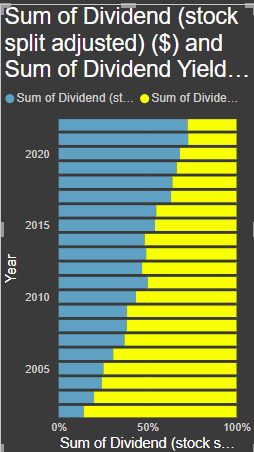 Sum of Dividend (stock
split adjusted) ($) and
Sum of Dividend Yield...
Sum of Dividend (st... Sum of Divide...
2020
2015
2010
2005
Year
0% 50% 100%
Sum of Dividend (stock s...